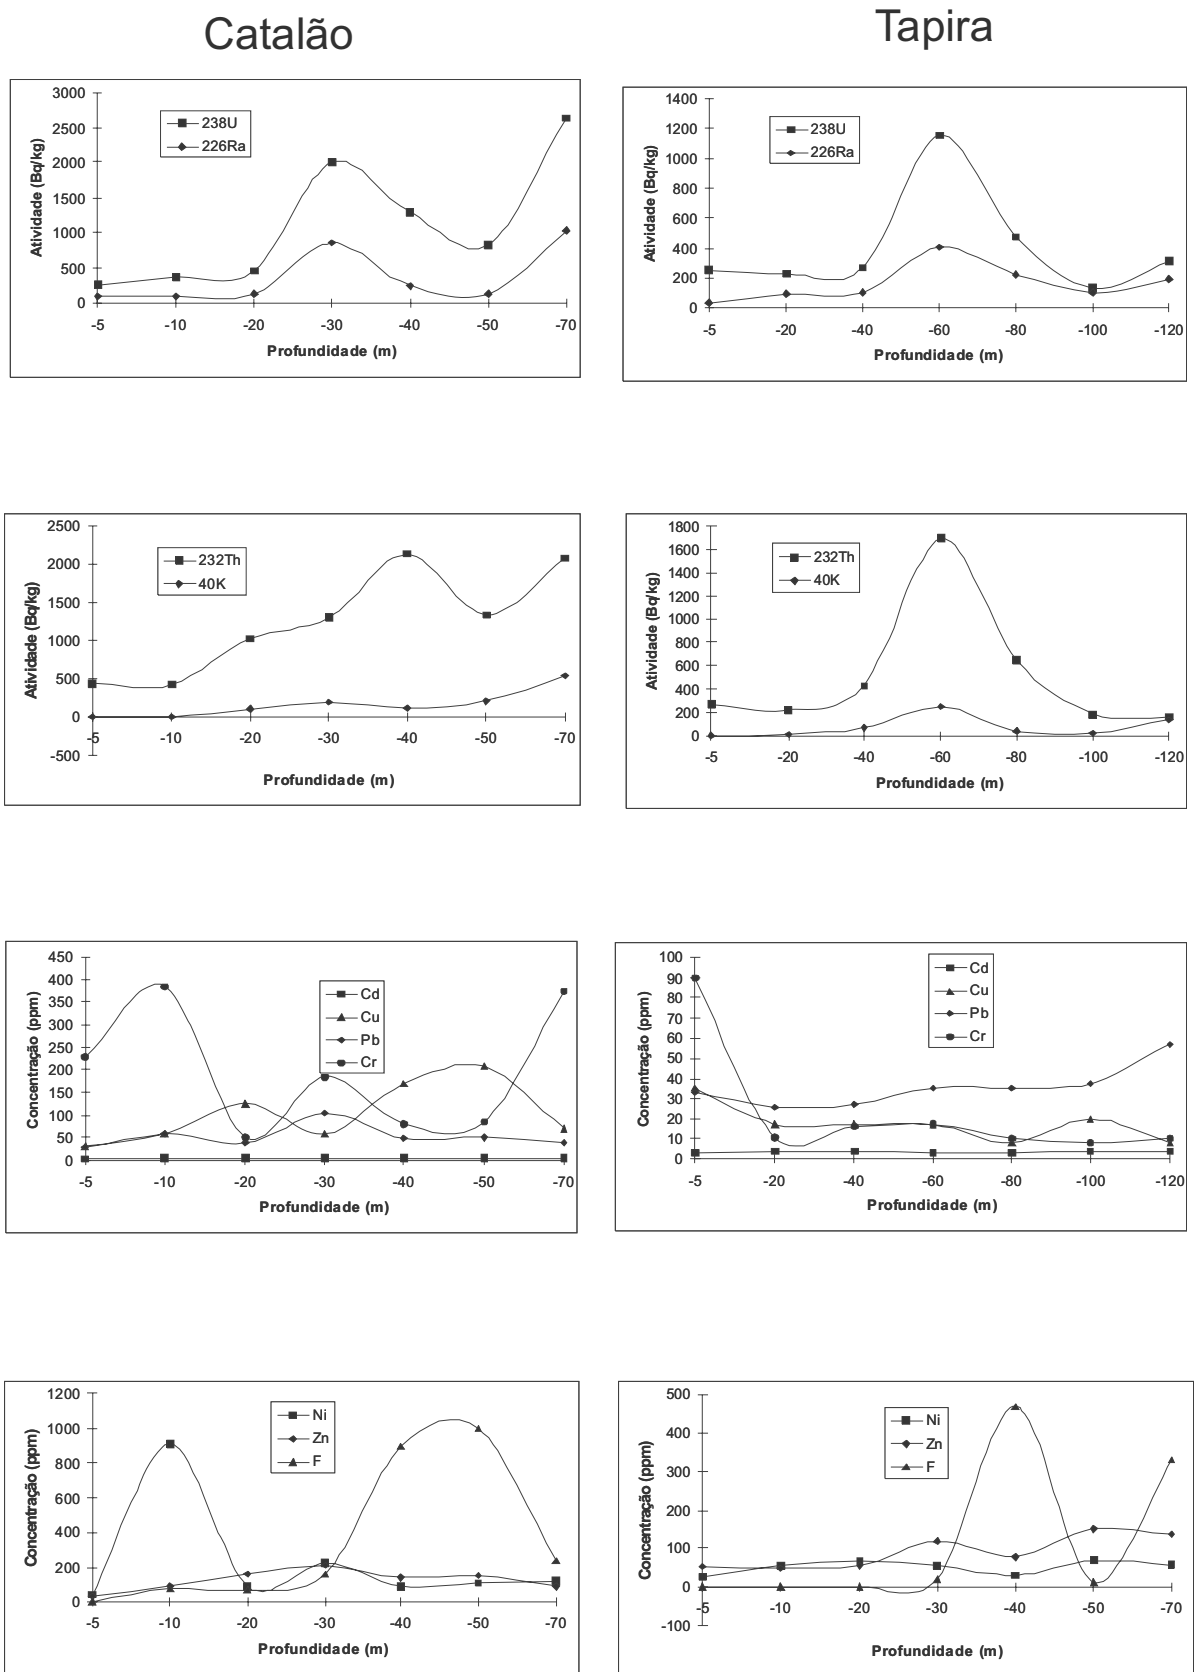 Catalão
Tapira
3000
2500
2000
1500
1000
500
0
Atividade (Bq/kg)
238U
226Ra
-5 -10 -20 -30 -40 -50 -70
Profundidade (m)
1400
1200
1000
800
600
400
200
0
Atividade (Bq/kg)
238U
226Ra
-5 -20 -40 -60 -80 -100 -120
Profundidade (m)
2500
2000
1500
1000
500
0
-500
Atividade (Bq/kg)
232Th
40K
-5 -10 -20 -30 -40 -50 -70
Profundidade (m)
1800
1600
1400
1200
1000
800
600
400
200
0
Atividade (Bq/kg)
232Th
40K
-5 -20 -40 -60 -80 -100 -120
Profundidade (m)
450
400
350
300
250
200
150
100
50
0
Concentração (ppm)
Cd
Cu
Pb
Cr
-5 -10 -20 -30 -40 -50 -70
Profundidade (m)
100
90
80
70
60
50
40
30
20
10
0
Concentração (ppm)
Cd
Cu
Pb
Cr
-5 -20 -40 -60 -80 -100 -120
Profundidade (m)
1200
1000
800
600
400
200
0
Concentração (ppm)
Ni
Zn
F
-5 -10 -20 -30 -40 -50 -70
Profundidade (m)
500
400
300
200
100
0
-100
Concentração (ppm)
Ni
Zn
F
-5 -10 -20 -30 -40 -50 -70
Profundidade (m)